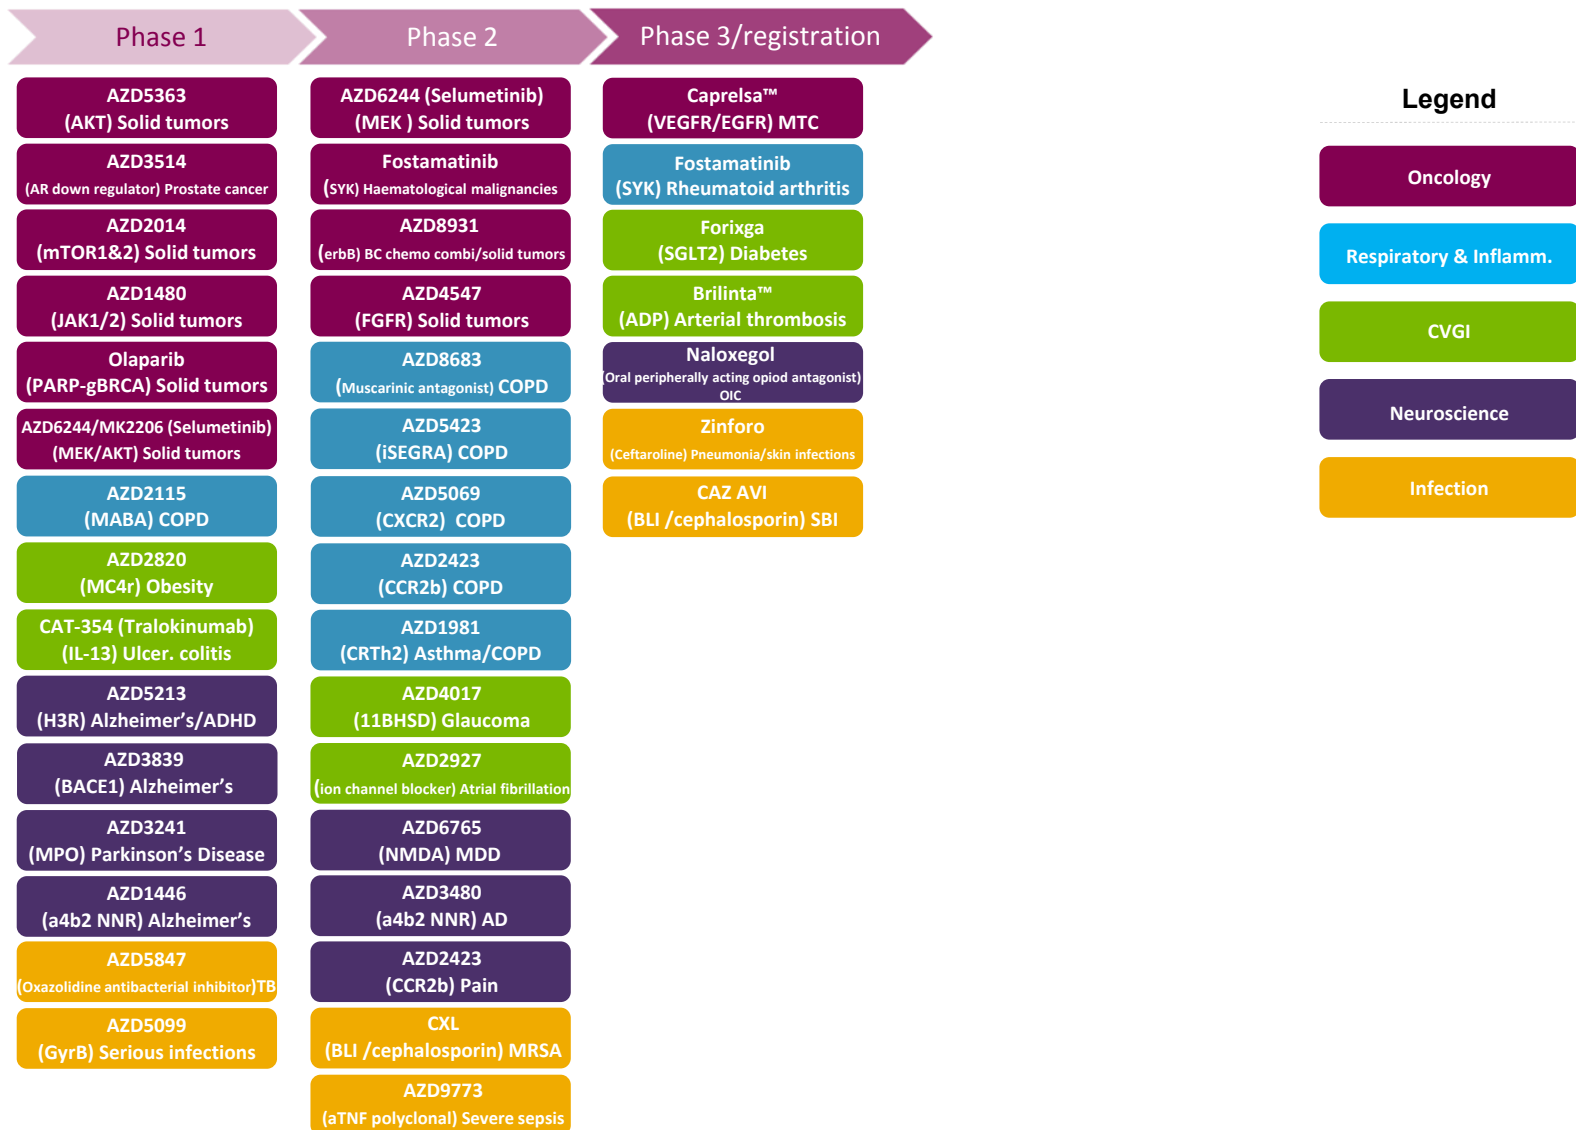 Phase 1
Phase 2
Phase 3/registration
AZD5363
(AKT) Solid tumors
AZD3514
(AR down regulator) Prostate cancer
AZD2014
(mTOR1&2) Solid tumors
AZD1480
(JAK1/2) Solid tumors
Olaparib
(PARP-gBRCA) Solid tumors
AZD6244/MK2206 (Selumetinib)
(MEK/AKT) Solid tumors
AZD2115
(MABA) COPD
AZD2820
(MC4r) Obesity
CAT-354 (Tralokinumab)
(IL-13) Ulcer. colitis
AZD5213
(H3R) Alzheimer’s/ADHD
AZD3839
(BACE1) Alzheimer’s
AZD3241
(MPO) Parkinson’s Disease
AZD1446
(a4b2 NNR) Alzheimer’s
AZD5847
(Oxazolidine antibacterial inhibitor)TB
AZD5099
(GyrB) Serious infections
AZD6244 (Selumetinib)
(MEK ) Solid tumors
Fostamatinib
(SYK) Haematological malignancies
AZD8931
(erbB) BC chemo combi/solid tumors
AZD4547
(FGFR) Solid tumors
AZD8683
(Muscarinic antagonist) COPD
AZD5423
(iSEGRA) COPD
AZD5069
(CXCR2)  COPD
AZD2423
(CCR2b) COPD
AZD1981
(CRTh2) Asthma/COPD
AZD4017
(11BHSD) Glaucoma
AZD2927
(ion channel blocker) Atrial fibrillation
AZD6765
(NMDA) MDD
AZD3480
(a4b2 NNR) AD
AZD2423
(CCR2b) Pain
CXL
(BLI /cephalosporin) MRSA
AZD9773
(aTNF polyclonal) Severe sepsis
Caprelsa™
(VEGFR/EGFR) MTC
Fostamatinib
(SYK) Rheumatoid arthritis
Forixga
(SGLT2) Diabetes
Brilinta™
(ADP) Arterial thrombosis
Naloxegol
(Oral peripherally acting opiod antagonist)
OIC
Zinforo
(Ceftaroline) Pneumonia/skin infections
CAZ AVI
(BLI /cephalosporin) SBI
Legend
Oncology
Respiratory & Inflamm.
CVGI
Neuroscience
Infection